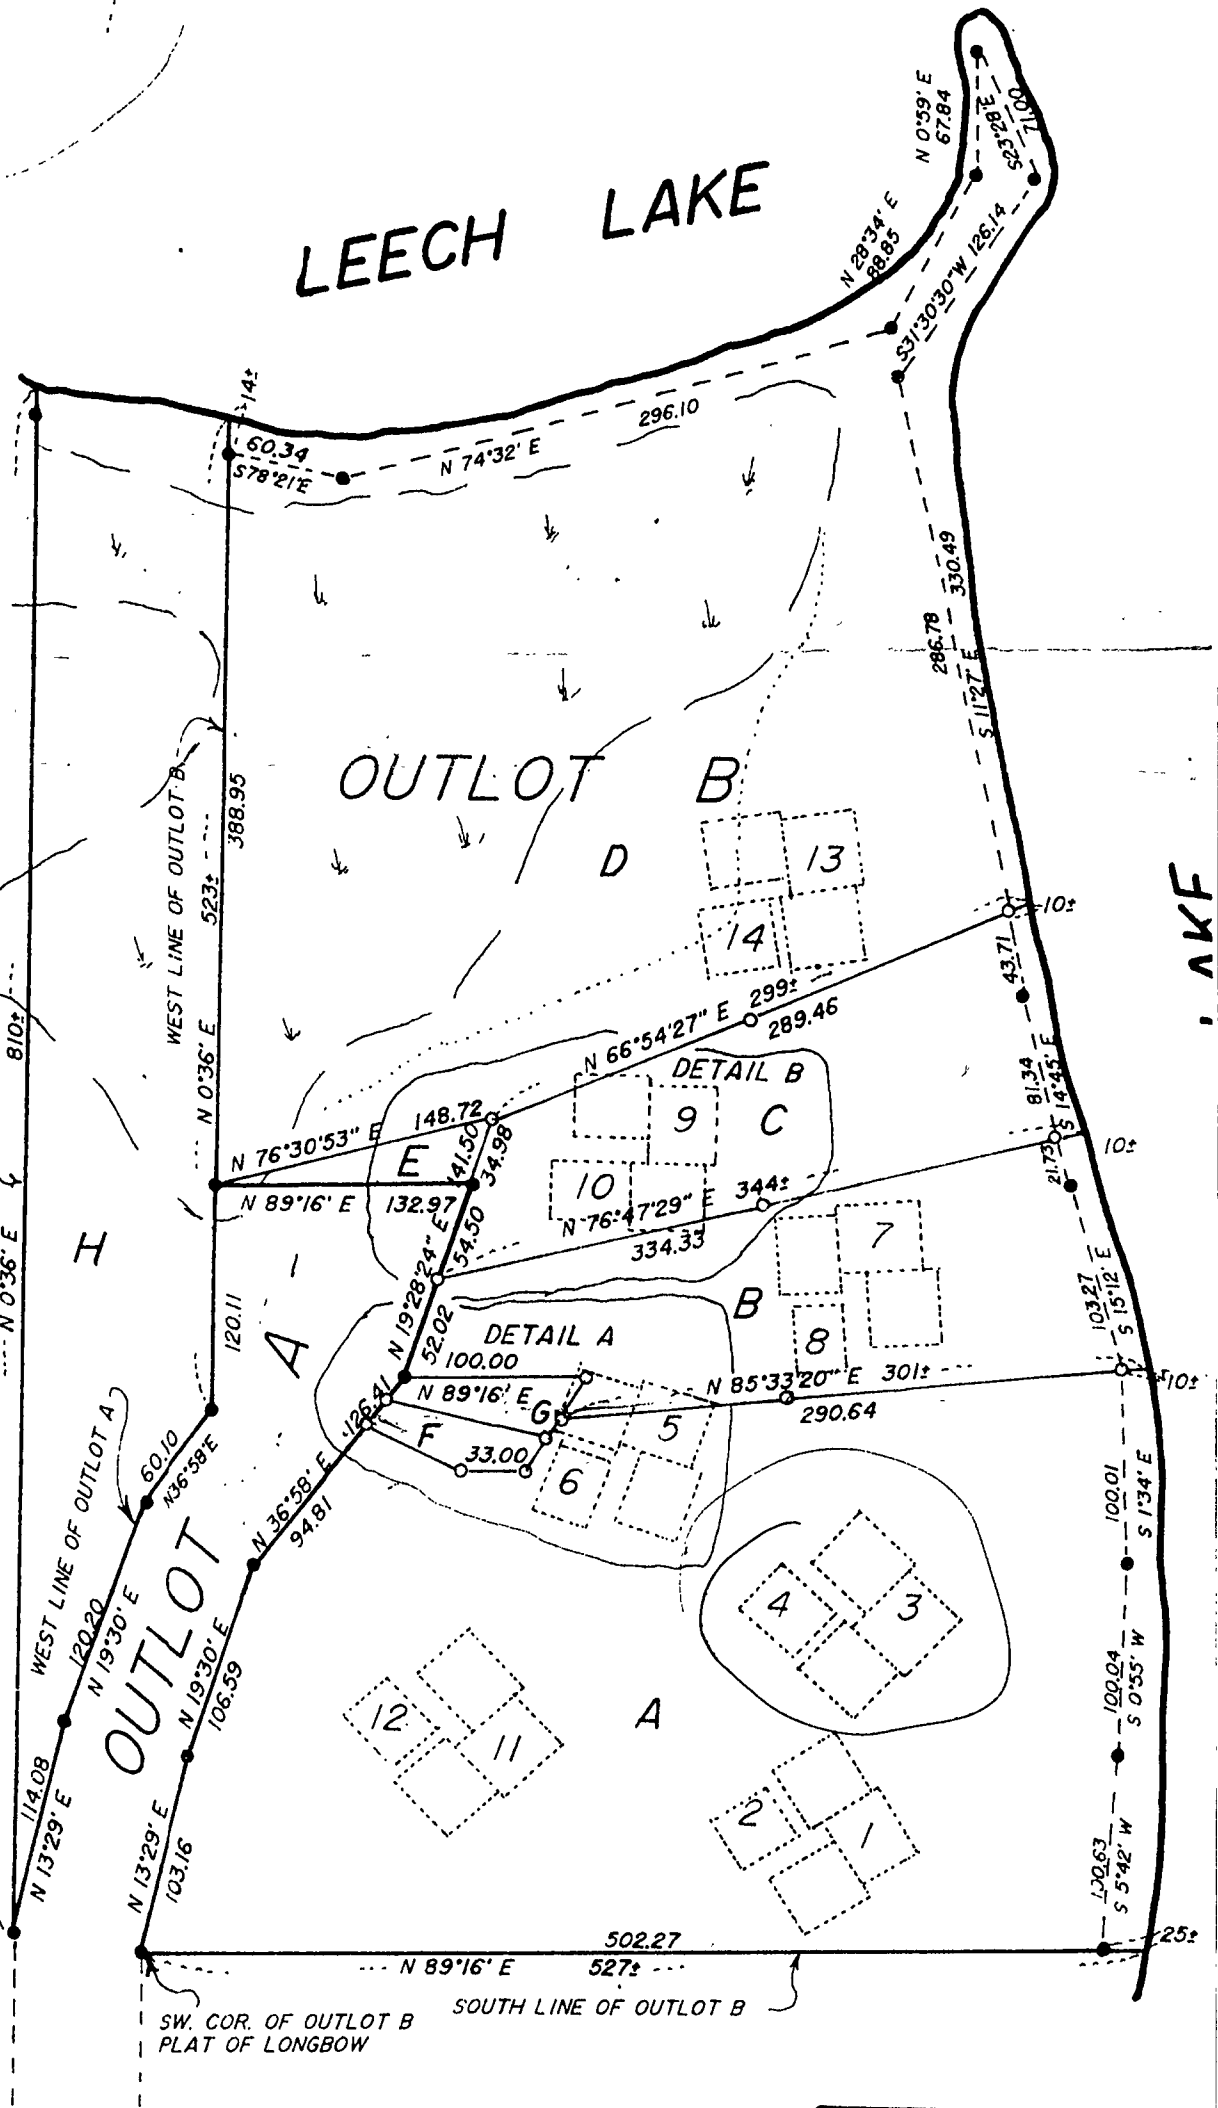 N 0°59' E
67.84
S23°28'E
71.00
LEECH LAKE
N 28°34' E
88.85
S31°30'30"W 126.14
14±
60.34
S78°21'E
N 74°32' E
296.10
330.49
286.78
S 11°27' E
OUTLOT B
WEST LINE OF OUTLOT B
388.95
523±
N 0°36' E
D
13
14
10±
43.71
LAKE
810±
N 0°36' E
299±
N 66°54'27" E
289.46
DETAIL B
81.34
S 14°45' E
148.72
N 76°30'53" E
E
41.50
34.98
9
C
10
10±
21.73
N 89°16' E 132.97
344±
N 76°47'29" E
334.33
H
54.50
N 19°28'24" E
52.02
7
B
8
103.27
S 15°12' E
120.11
A
DETAIL A
100.00
N 89°16' E
126.41
F
G
N 85°33'20" E 301±
290.64
10±
5
33.00
6
60.10
N36°58'E
WEST LINE OF OUTLOT A
N 36°58' E
94.81
100.01
S 1°34' E
OUTLOT
4
3
120.20
N 19°30' E
N 19°30' E
106.59
100.04
S 0°55' W
12
11
A
2
1
114.08
N 13°29' E
N 13°29' E
103.16
100.63
S 5°42' W
502.27
N 89°16' E 527±
25±
SOUTH LINE OF OUTLOT B
SW. COR. OF OUTLOT B
PLAT OF LONGBOW